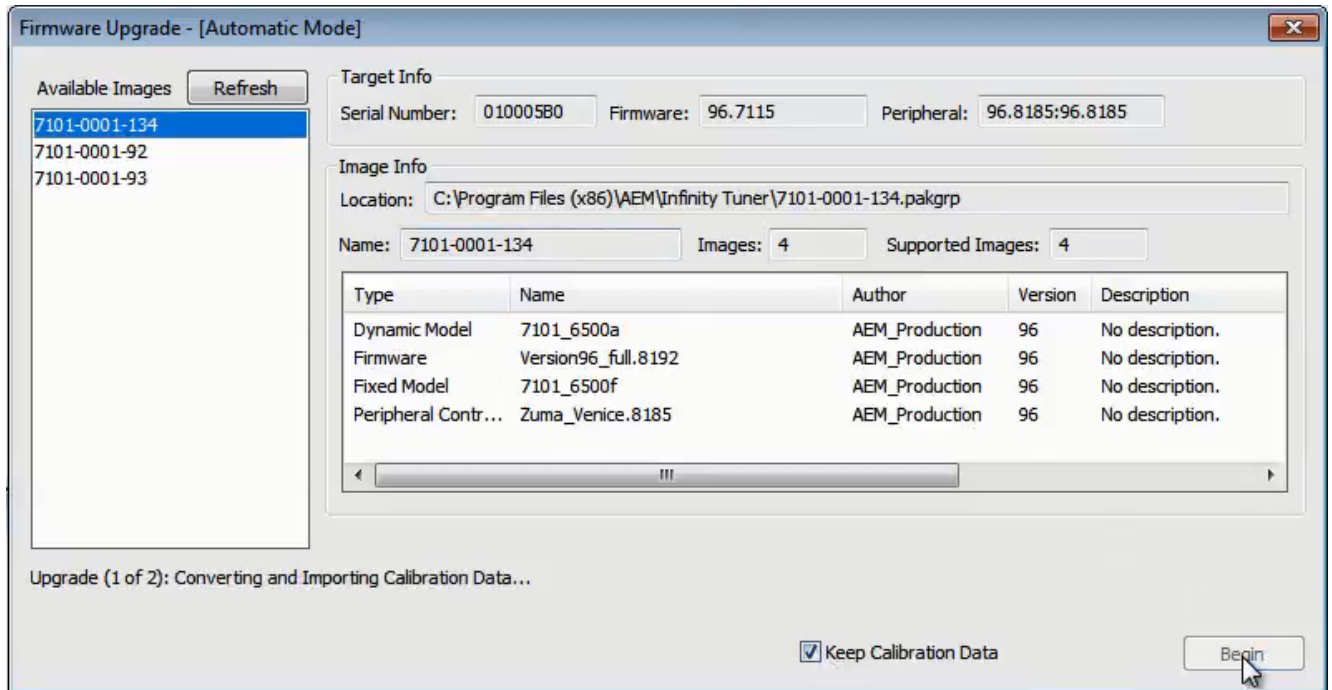 Firmware Upgrade - [Automatic Mode]
Available Images Refresh
7101-0001-134
7101-0001-92
7101-0001-93
Target Info
Serial Number: 010005B0 Firmware: 96.7115 Peripheral: 96.8185:96.8185
Image Info
Location: C:\Program Files (x86)\AEM\Infinity Tuner\7101-0001-134.pakgrp
Name: 7101-0001-134 Images: 4 Supported Images: 4
Type Name Author Version Description
Dynamic Model 7101_6500a AEM_Production 96 No description.
Firmware Version96_full.8192 AEM_Production 96 No description.
Fixed Model 7101_6500f AEM_Production 96 No description.
Peripheral Contr... Zuma_Venice.8185 AEM_Production 96 No description.
Upgrade (1 of 2): Converting and Importing Calibration Data...
Keep Calibration Data Begin